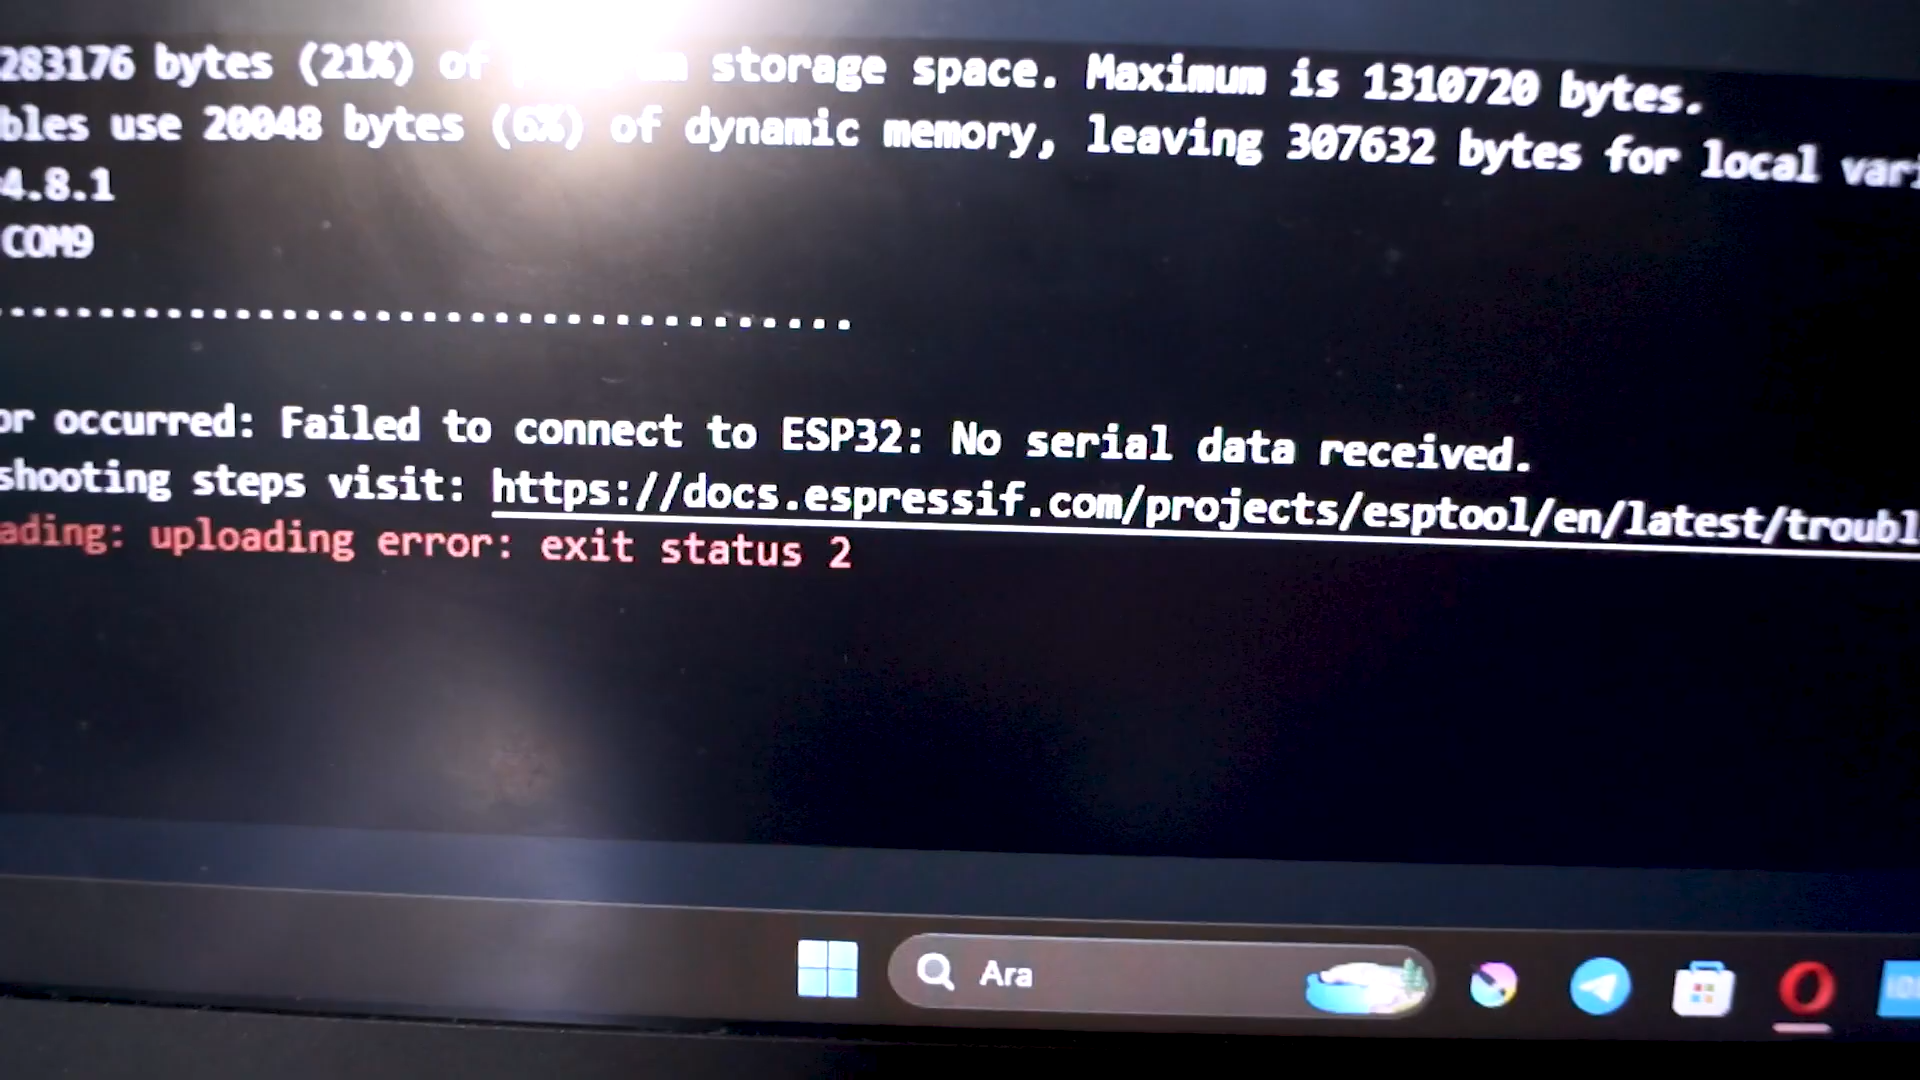 283176 bytes (21%) of storage space. Maximum is 1310720 bytes.
bles use 20048 bytes (6%) of dynamic memory, leaving 307632 bytes for local vari
4.8.1
COM9
......................................
or occurred: Failed to connect to ESP32: No serial data received.
shooting steps visit: https://docs.espressif.com/projects/esptool/en/latest/troubl
ading: uploading error: exit status 2
Ara